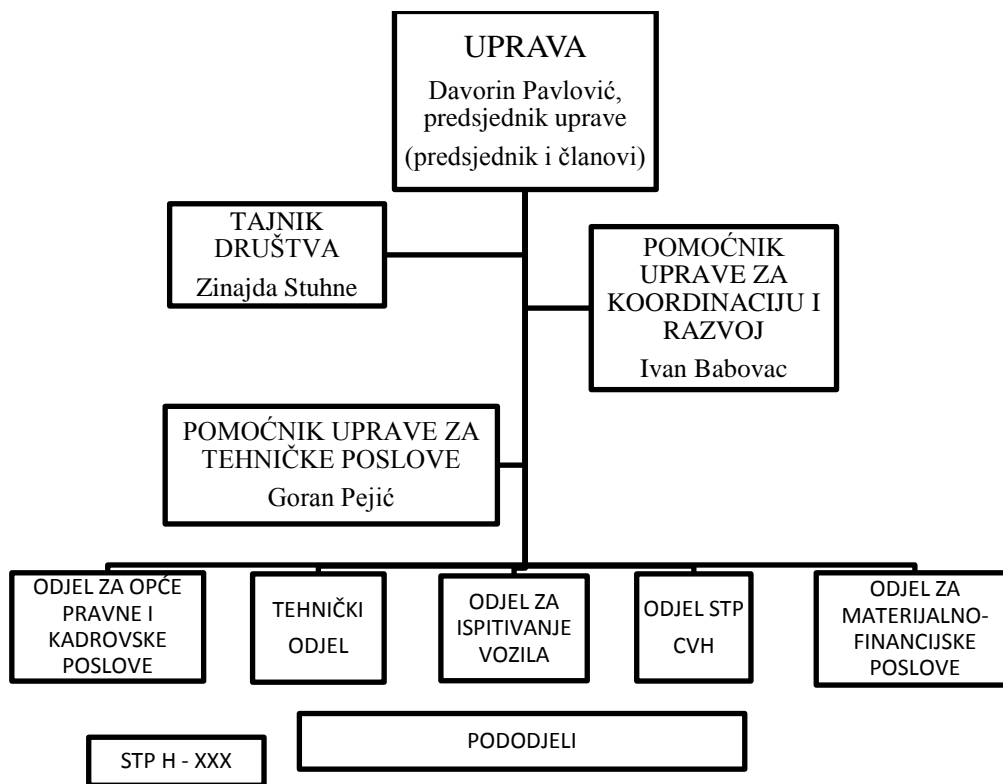 UPRAVA
Davorin Pavlović,
predsjednik uprave
(predsjednik i članovi)
TAJNIK
DRUŠTVA
Zinajda Stuhne
POMOĆNIK
UPRAVE ZA
KOORDINACIJU I
RAZVOJ
Ivan Babovac
POMOĆNIK UPRAVE ZA
TEHNIČKE POSLOVE
Goran Pejić
ODJEL ZA OPĆE
PRAVNE I
KADROVSKE
POSLOVE
TEHNIČKI
ODJEL
ODJEL ZA
ISPITIVANJE
VOZILA
ODJEL STP
CVH
ODJEL ZA
MATERIJALNO-
FINANCIJSKE
POSLOVE
PODODJELI
STP H - XXX